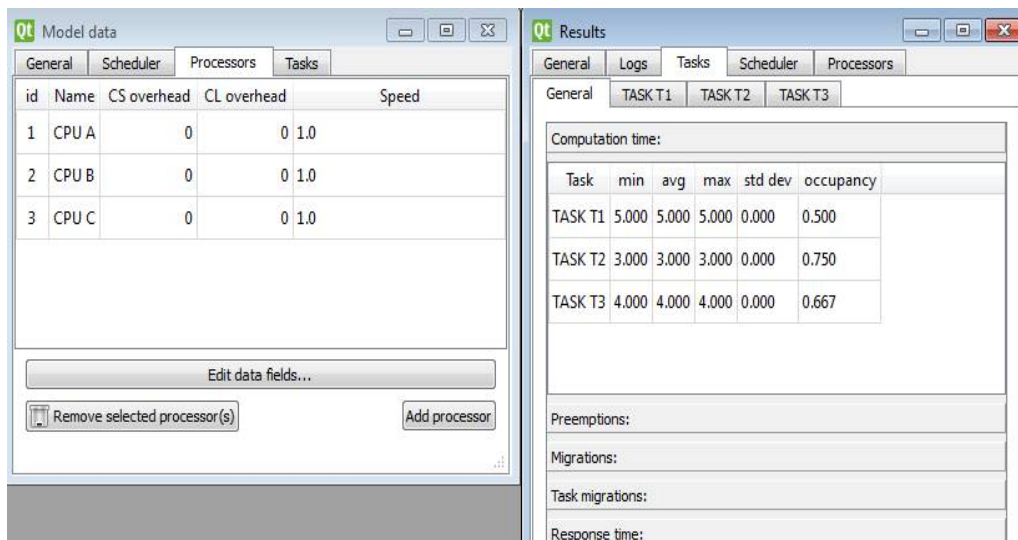 Qt Model data
General Scheduler Processors Tasks
id Name CS overhead CL overhead Speed
1 CPU A 0 0 1.0
2 CPU B 0 0 1.0
3 CPU C 0 0 1.0
Edit data fields...
Remove selected processor(s) Add processor
Qt Results
General Logs Tasks Scheduler Processors
General TASK T1 TASK T2 TASK T3
Computation time:
Task min avg max std dev occupancy
TASK T1 5.000 5.000 5.000 0.000 0.500
TASK T2 3.000 3.000 3.000 0.000 0.750
TASK T3 4.000 4.000 4.000 0.000 0.667
Preemptions:
Migrations:
Task migrations:
Response time: